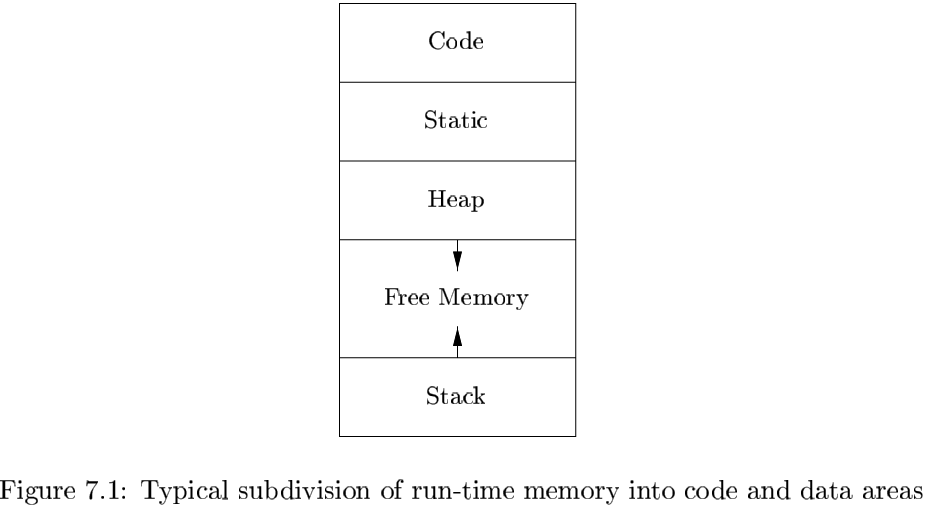 Code
Static
Heap
Free Memory
Stack
Figure 7.1: Typical subdivision of run-time memory into code and data areas